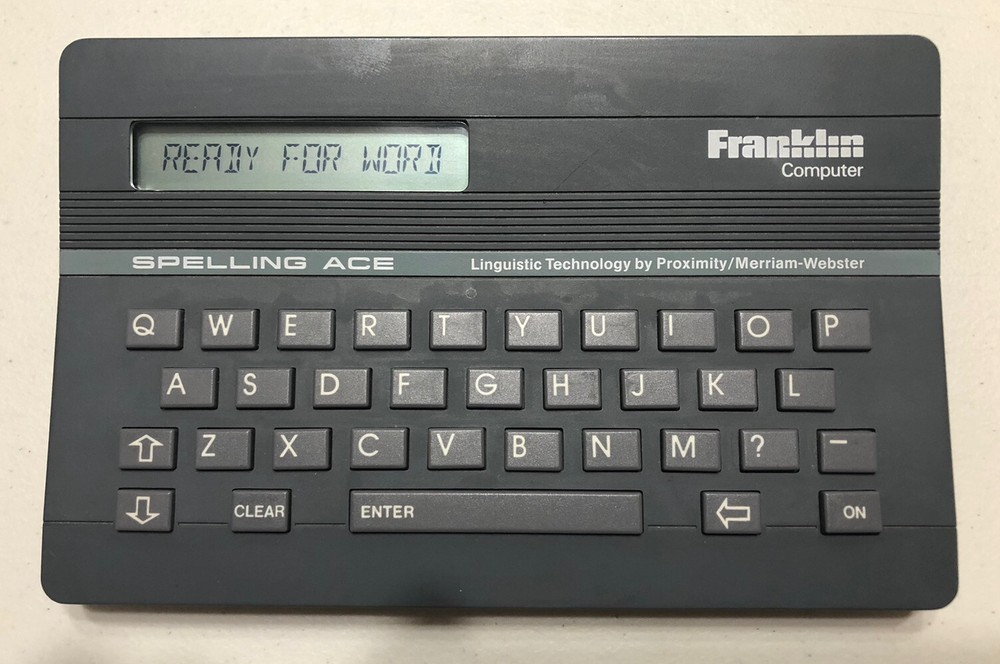 READY FOR WORD
Franklin
Computer
SPELLING ACE Linguistic Technology by Proximity/Merriam-Webster
Q W E R T Y U I O P
A S D F G H J K L
Z X C V B N M ? –
CLEAR ENTER ON